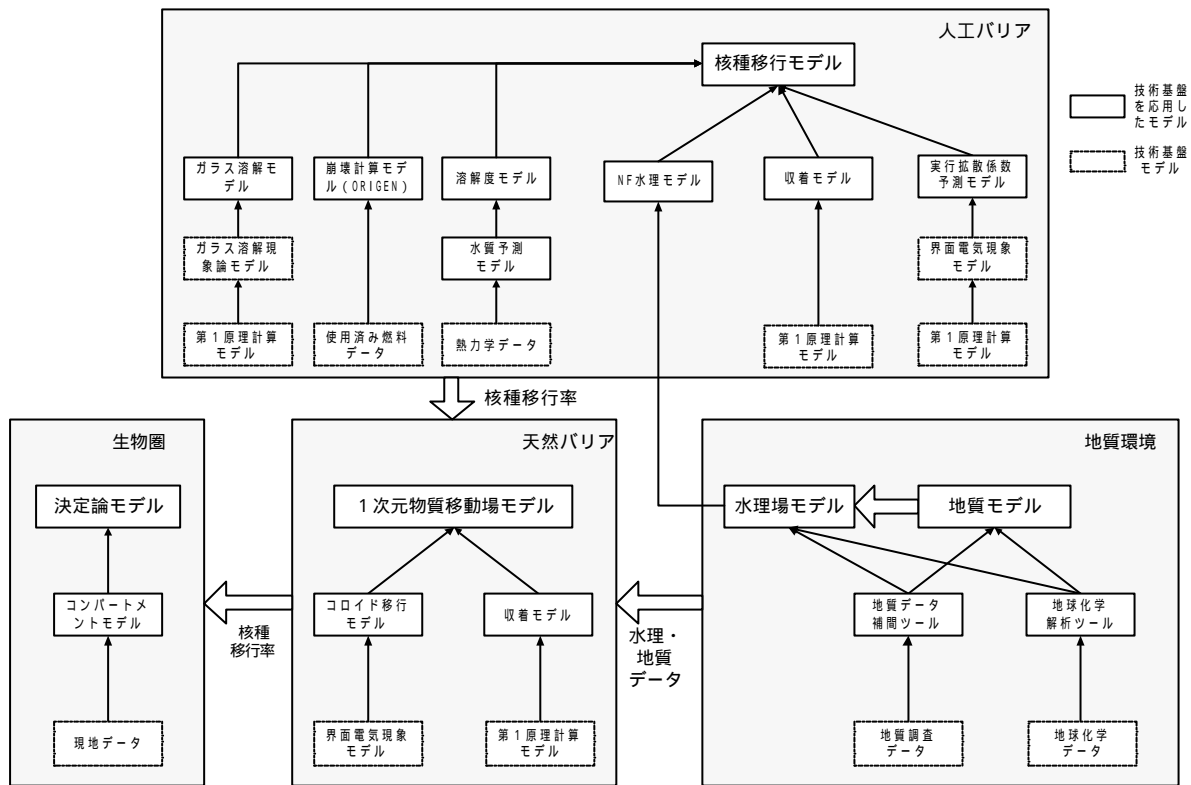 人工バリア
核種移行モデル
技術基盤
を応用し
たモデル
技術基盤
モデル
ガラス溶解モ
デル
崩壊計算モデ
ル(ORIGEN)
溶解度モデル
NF水理モデル
収着モデル
実行拡散係数
予測モデル
ガラス溶解現
象論モデル
水質予測
モデル
界面電気現象
モデル
第1原理計算
モデル
使用済み燃料
データ
熱力学データ
第1原理計算
モデル
第1原理計算
モデル
核種移行率
生物圏
決定論モデル
コンパートメ
ントモデル
現地データ
核種
移行率
天然バリア
1次元物質移動場モデル
コロイド移行
モデル
収着モデル
界面電気現象
モデル
第1原理計算
モデル
水理・
地質
データ
地質環境
水理場モデル
地質モデル
地質データ
補間ツール
地球化学
解析ツール
地質調査
データ
地球化学
データ